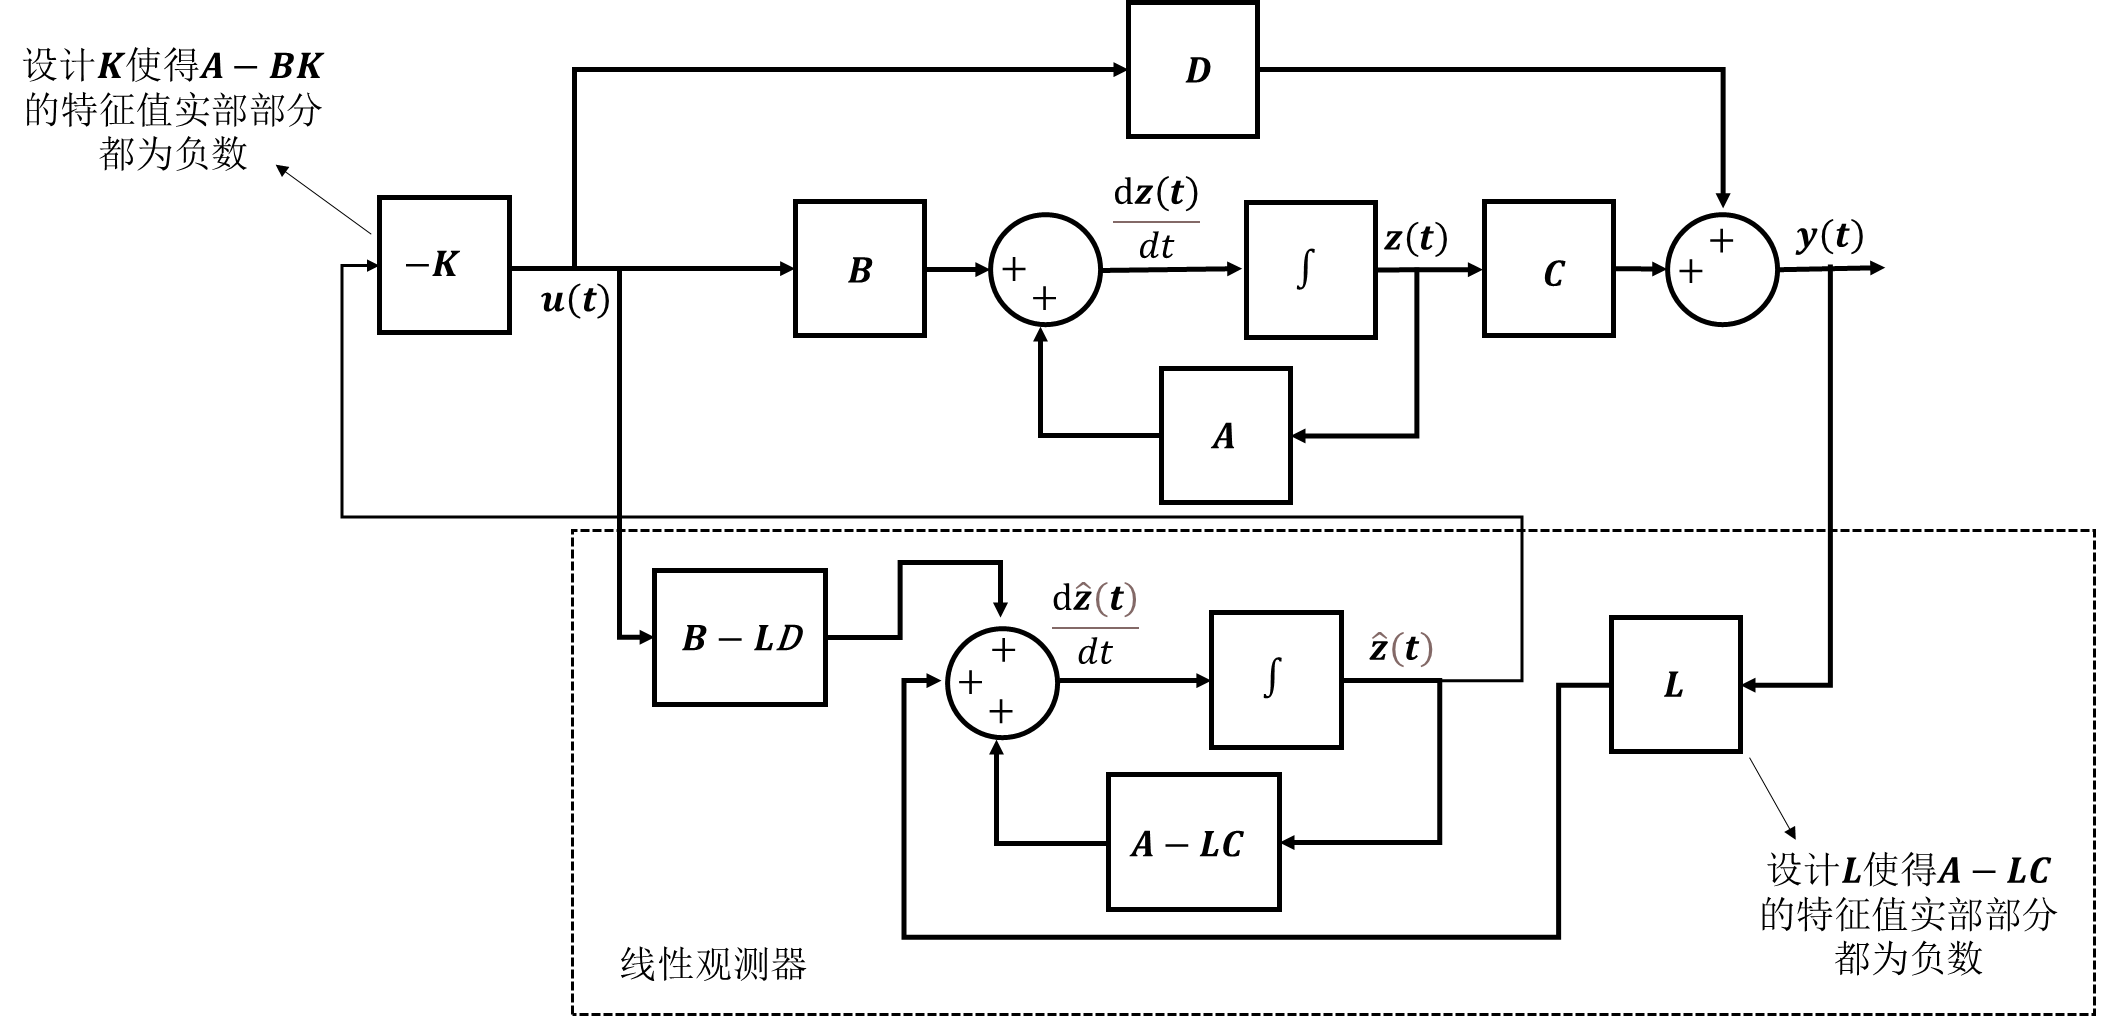 设计K使得A − BK
的特征值实部部分
都为负数
D
−K
u(t)
B
+
+
dz(t)
dt
∫
z(t)
C
+
+
y(t)
A
B − LD
+
+
+
dẑ(t)
dt
∫
ẑ(t)
L
A − LC
设计L使得A − LC
的特征值实部部分
都为负数
线性观测器